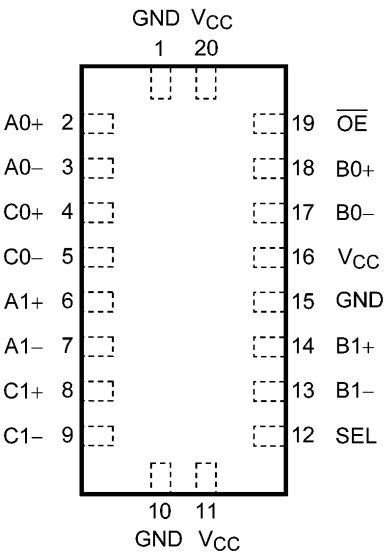 GND VCC
1 20
A0+ 2 19 OE
A0− 3 18 B0+
C0+ 4 17 B0−
C0− 5 16 VCC
A1+ 6 15 GND
A1− 7 14 B1+
C1+ 8 13 B1−
C1− 9 12 SEL
10 11
GND VCC